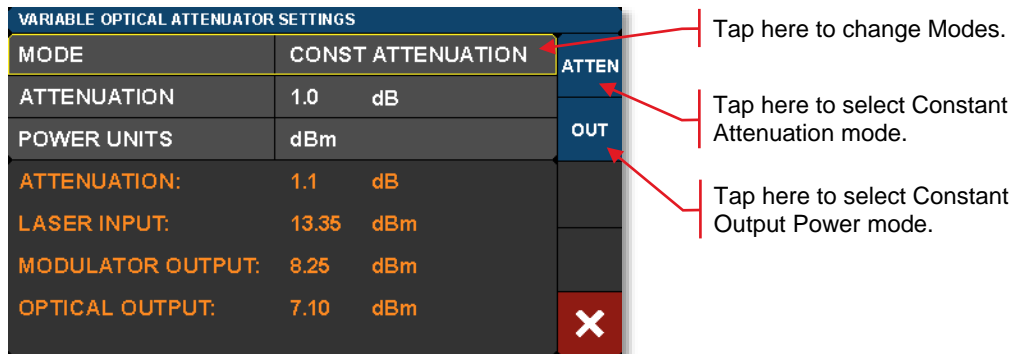 VARIABLE OPTICAL ATTENUATOR SETTINGS
MODE CONST ATTENUATION
ATTEN
ATTENUATION 1.0 dB
POWER UNITS dBm
OUT
ATTENUATION: 1.1 dB
LASER INPUT: 13.35 dBm
MODULATOR OUTPUT: 8.25 dBm
OPTICAL OUTPUT: 7.10 dBm
Tap here to change Modes.
Tap here to select Constant
Attenuation mode.
Tap here to select Constant
Output Power mode.